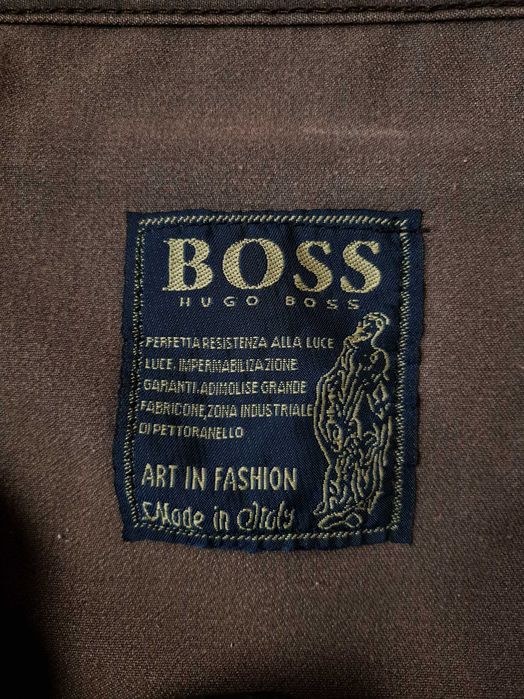 BOSS
HUGO BOSS
PERFETTA RESISTENZA ALLA LUCE
LUCE, IMPERMABILIZAZIONE
GARANTI.ADIMOLISE GRANDE
FABRICONE,ZONA INDUSTRIALE
DI PETTORANELLO
ART IN FASHION
Made in Italy